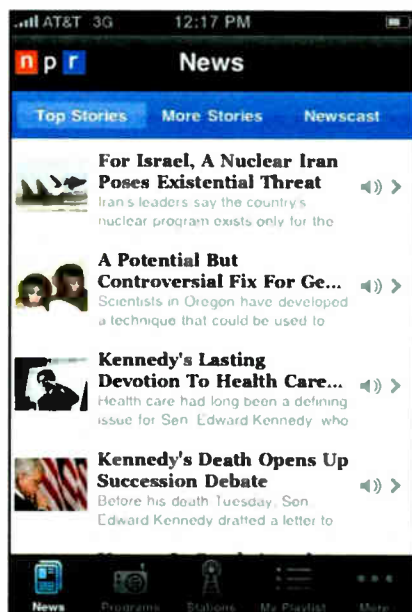 AT&T 3G 12:17 PM
npr News
Top Stories More Stories Newscast
For Israel, A Nuclear Iran
Poses Existential Threat
Iran's leaders say the country's
nuclear program exists only for the
A Potential But
Controversial Fix For Ge...
Scientists in Oregon have developed
a technique that could be used to
Kennedy's Lasting
Devotion To Health Care...
Health care had long been a defining
issue for Sen. Edward Kennedy, who
Kennedy's Death Opens Up
Succession Debate
Before his death Tuesday, Sen.
Edward Kennedy drafted a letter to
News Programs Stations My Playlist More